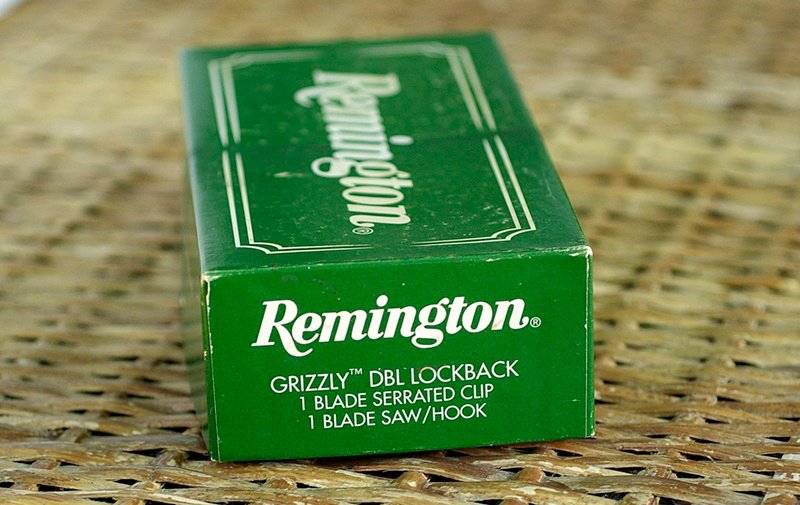 Remington®
Remington®
GRIZZLY™ DBL LOCKBACK
1 BLADE SERRATED CLIP
1 BLADE SAW/HOOK